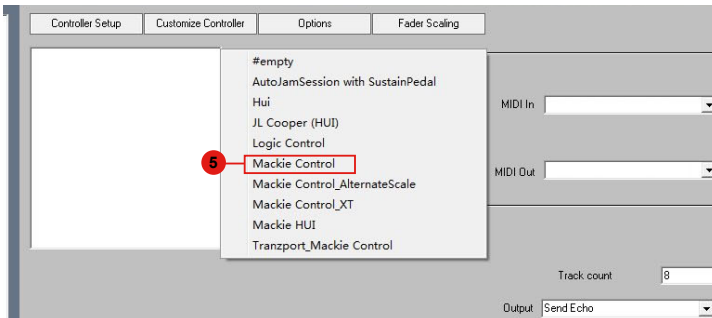 Controller Setup
Customize Controller
Options
Fader Scaling
#empty
AutoJamSession with SustainPedal
Hui
JL Cooper (HUI)
Logic Control
5
Mackie Control
Mackie Control_AlternateScale
Mackie Control_XT
Mackie HUI
Tranzport_Mackie Control
MIDI In
MIDI Out
Track count
8
Output
Send Echo